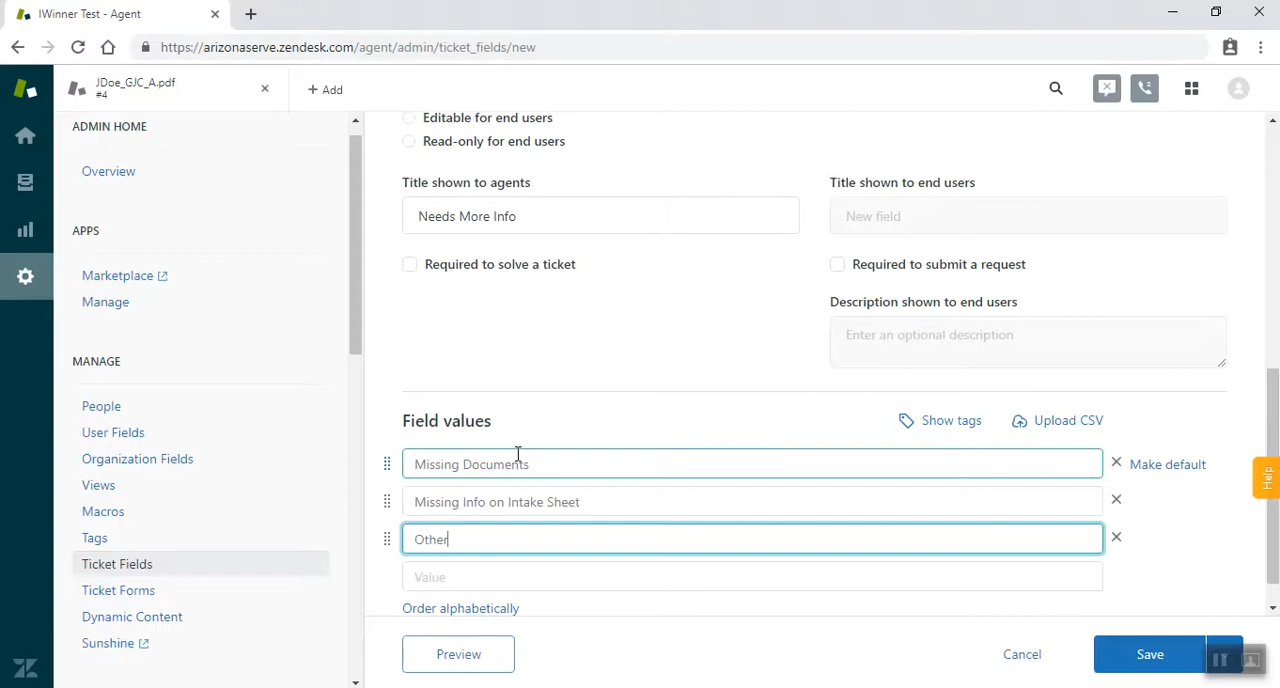 IWinner Test - Agent
https://arizonaserve.zendesk.com/agent/admin/ticket_fields/new
JDoe_GJC_A.pdf
#4
+ Add
ADMIN HOME
Overview
APPS
Marketplace
Manage
MANAGE
People
User Fields
Organization Fields
Views
Macros
Tags
Ticket Fields
Ticket Forms
Dynamic Content
Sunshine
Editable for end users
Read-only for end users
Title shown to agents
Title shown to end users
Needs More Info
New field
Required to solve a ticket
Required to submit a request
Description shown to end users
Enter an optional description
Field values
Show tags
Upload CSV
Missing Documents
Make default
Missing Info on Intake Sheet
Other
Value
Order alphabetically
Preview
Cancel
Save
Help